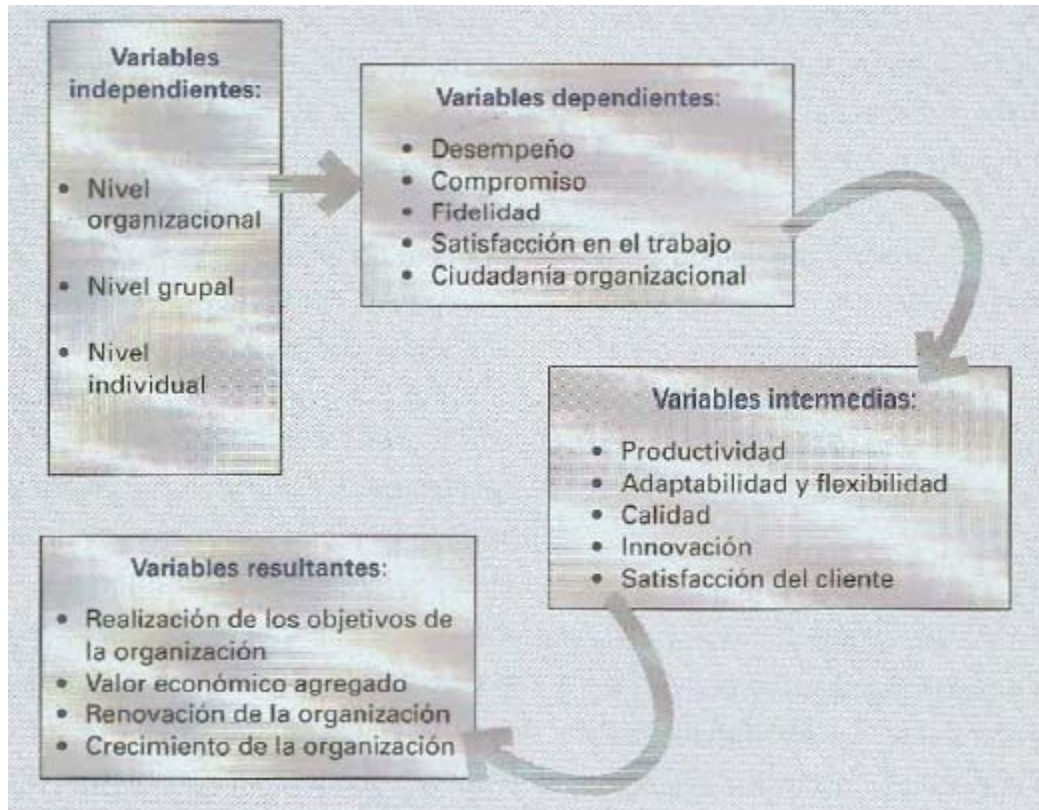 Variables
independientes:
• Nivel
organizacional
• Nivel grupal
• Nivel
individual
Variables dependientes:
• Desempeño
• Compromiso
• Fidelidad
• Satisfacción en el trabajo
• Ciudadanía organizacional
Variables intermedias:
• Productividad
• Adaptabilidad y flexibilidad
• Calidad
• Innovación
• Satisfacción del cliente
Variables resultantes:
• Realización de los objetivos de
la organización
• Valor económico agregado
• Renovación de la organización
• Crecimiento de la organización